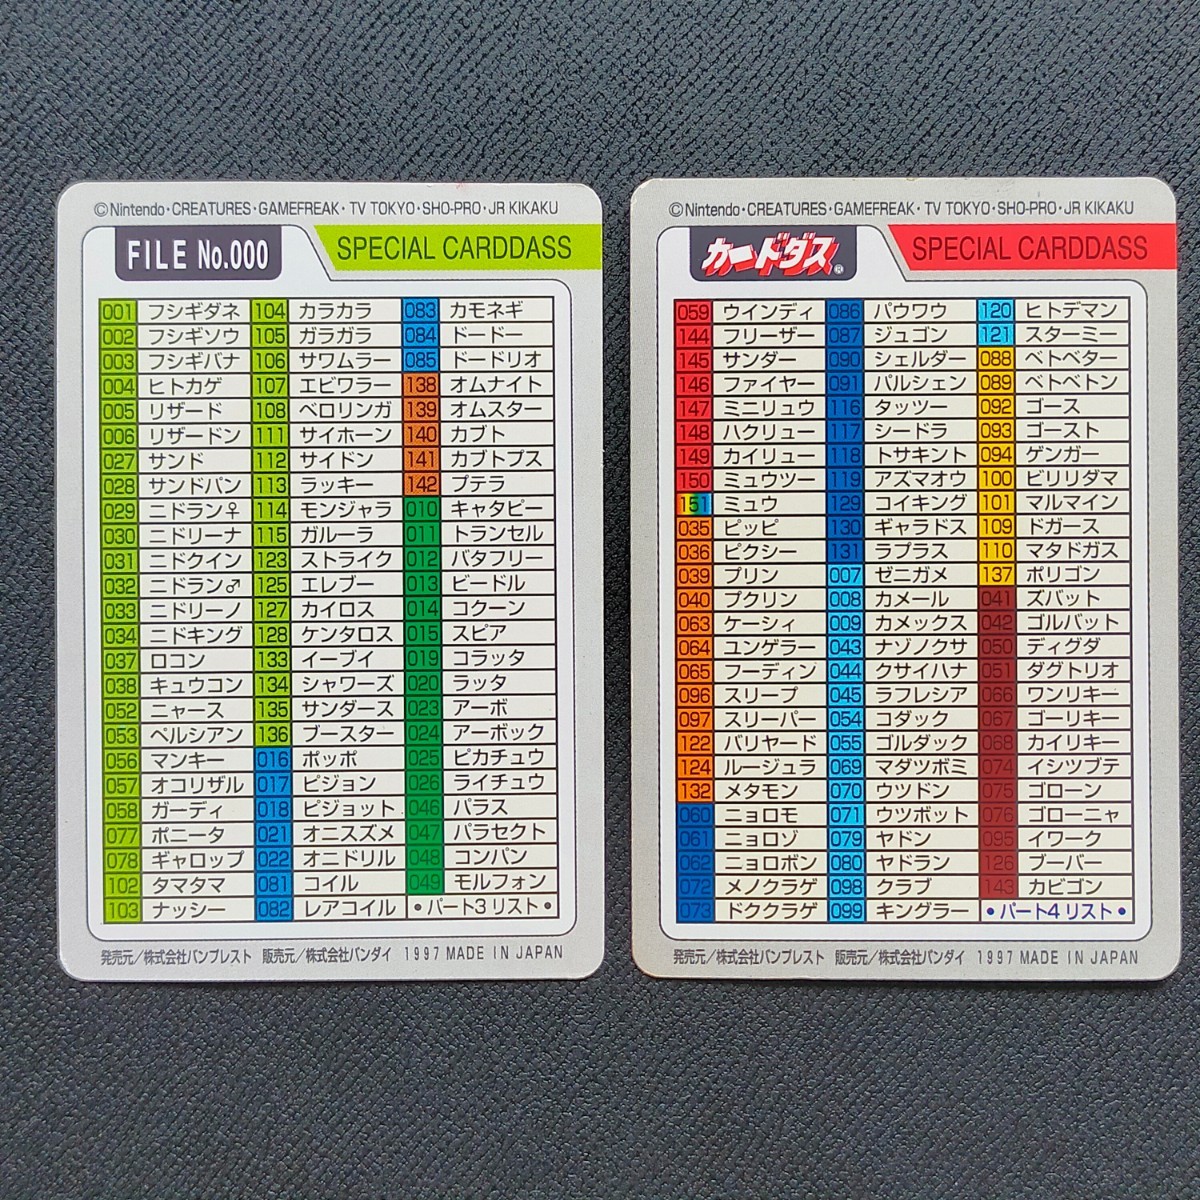 ©Nintendo・CREATURES・GAMEFREAK・TV TOKYO・SHO-PRO・JR KIKAKU
FILE No.000 SPECIAL CARDDASS
001 フシギダネ 104 カラカラ 083 カモネギ
002 フシギソウ 105 ガラガラ 084 ドードー
003 フシギバナ 106 サワムラー 085 ドードリオ
004 ヒトカゲ 107 エビワラー 138 オムナイト
005 リザード 108 ベロリンガ 139 オムスター
006 リザードン 111 サイホーン 140 カブト
027 サンド 112 サイドン 141 カブトプス
028 サンドパン 113 ラッキー 142 プテラ
029 ニドラン♀ 114 モンジャラ 010 キャタピー
030 ニドリーナ 115 ガルーラ 011 トランセル
031 ニドクイン 123 ストライク 012 バタフリー
032 ニドラン♂ 125 エレブー 013 ビードル
033 ニドリーノ 127 カイロス 014 コクーン
034 ニドキング 128 ケンタロス 015 スピア
037 ロコン 133 イーブイ 019 コラッタ
038 キュウコン 134 シャワーズ 020 ラッタ
052 ニャース 135 サンダース 023 アーボ
053 ペルシアン 136 ブースター 024 アーボック
056 マンキー 016 ポッポ 025 ピカチュウ
057 オコリザル 017 ピジョン 026 ライチュウ
058 ガーディ 018 ピジョット 046 パラス
077 ポニータ 021 オニスズメ 047 パラセクト
078 ギャロップ 022 オニドリル 048 コンパン
102 タマタマ 081 コイル 049 モルフォン
103 ナッシー 082 レアコイル •パート3 リスト•
発売元／株式会社バンプレスト 販売元／株式会社バンダイ 1997 MADE IN JAPAN
©Nintendo・CREATURES・GAMEFREAK・TV TOKYO・SHO-PRO・JR KIKAKU
カードダス® SPECIAL CARDDASS
059 ウインディ 086 パウワウ 120 ヒトデマン
144 フリーザー 087 ジュゴン 121 スターミー
145 サンダー 090 シェルダー 088 ベトベター
146 ファイヤー 091 パルシェン 089 ベトベトン
147 ミニリュウ 116 タッツー 092 ゴース
148 ハクリュー 117 シードラ 093 ゴースト
149 カイリュー 118 トサキント 094 ゲンガー
150 ミュウツー 119 アズマオウ 100 ビリリダマ
151 ミュウ 129 コイキング 101 マルマイン
035 ピッピ 130 ギャラドス 109 ドガース
036 ピクシー 131 ラプラス 110 マタドガス
039 プリン 007 ゼニガメ 137 ポリゴン
040 プクリン 008 カメール 041 ズバット
063 ケーシィ 009 カメックス 042 ゴルバット
064 ユンゲラー 043 ナゾノクサ 050 ディグダ
065 フーディン 044 クサイハナ 051 ダグトリオ
096 スリープ 045 ラフレシア 066 ワンリキー
097 スリーパー 054 コダック 067 ゴーリキー
122 バリヤード 055 ゴルダック 068 カイリキー
124 ルージュラ 069 マダツボミ 074 イシツブテ
132 メタモン 070 ウツドン 075 ゴローン
060 ニョロモ 071 ウツボット 076 ゴローニャ
061 ニョロゾ 079 ヤドン 095 イワーク
062 ニョロボン 080 ヤドラン 126 ブーバー
072 メノクラゲ 098 クラブ 143 カビゴン
073 ドククラゲ 099 キングラー •パート4 リスト•
発売元／株式会社バンプレスト 販売元／株式会社バンダイ 1997 MADE IN JAPAN